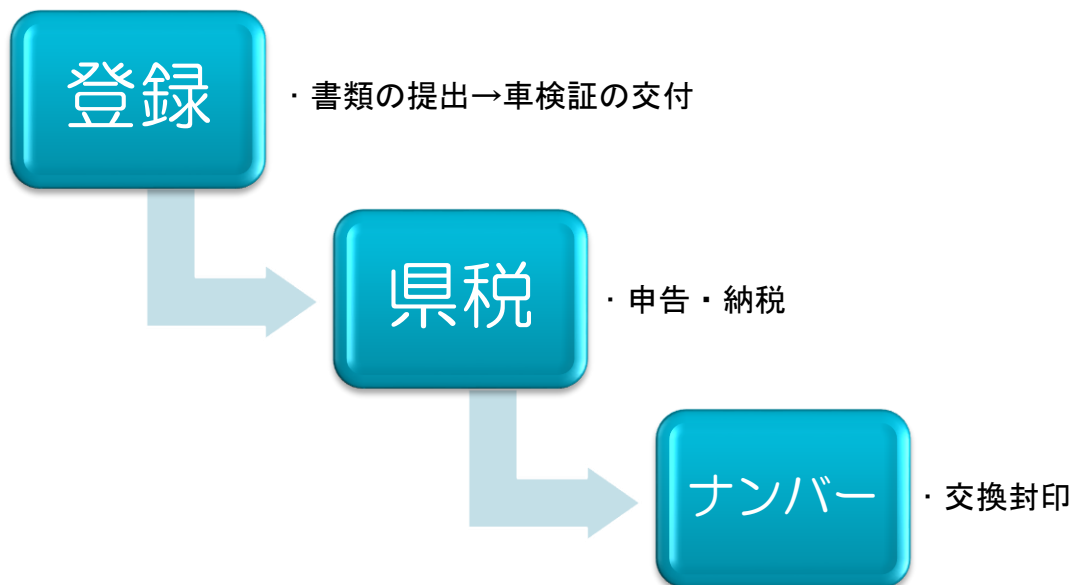 登録
・書類の提出→車検証の交付
県税
・申告・納税
ナンバー
・交換封印